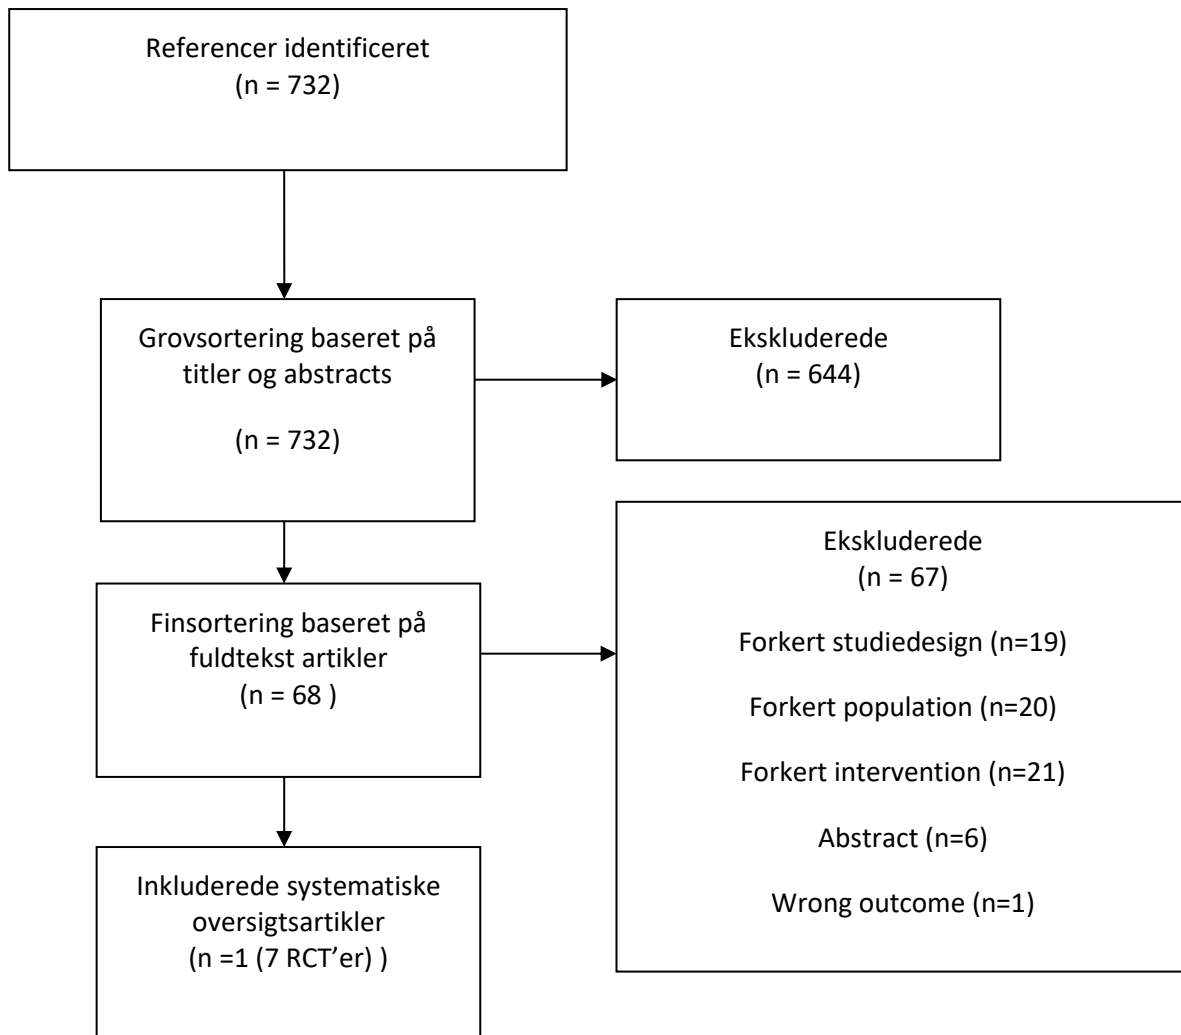 Referencer identificeret
(n = 732)
Grovsortering baseret på
titler og abstracts
(n = 732)
Ekskluderede
(n = 644)
Finsortering baseret på
fuldtekst artikler
(n = 68 )
Ekskluderede
(n = 67)
Forkert studiedesign (n=19)
Forkert population (n=20)
Forkert intervention (n=21)
Abstract (n=6)
Wrong outcome (n=1)
Inkluderede systematiske
oversigtsartikler
(n =1 (7 RCT’er) )